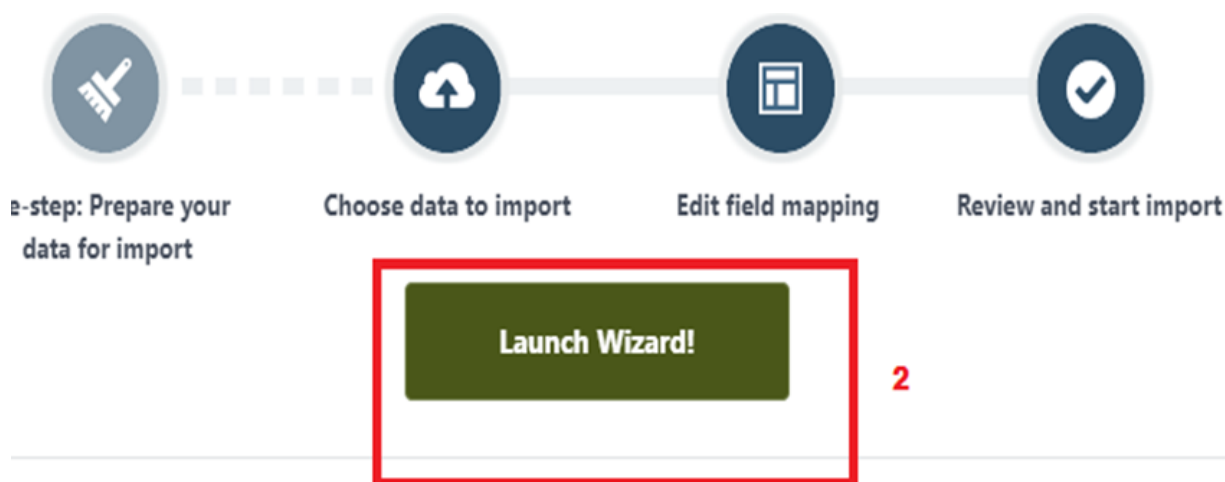 e-step: Prepare your
data for import
Choose data to import
Edit field mapping
Review and start import
Launch Wizard!
2